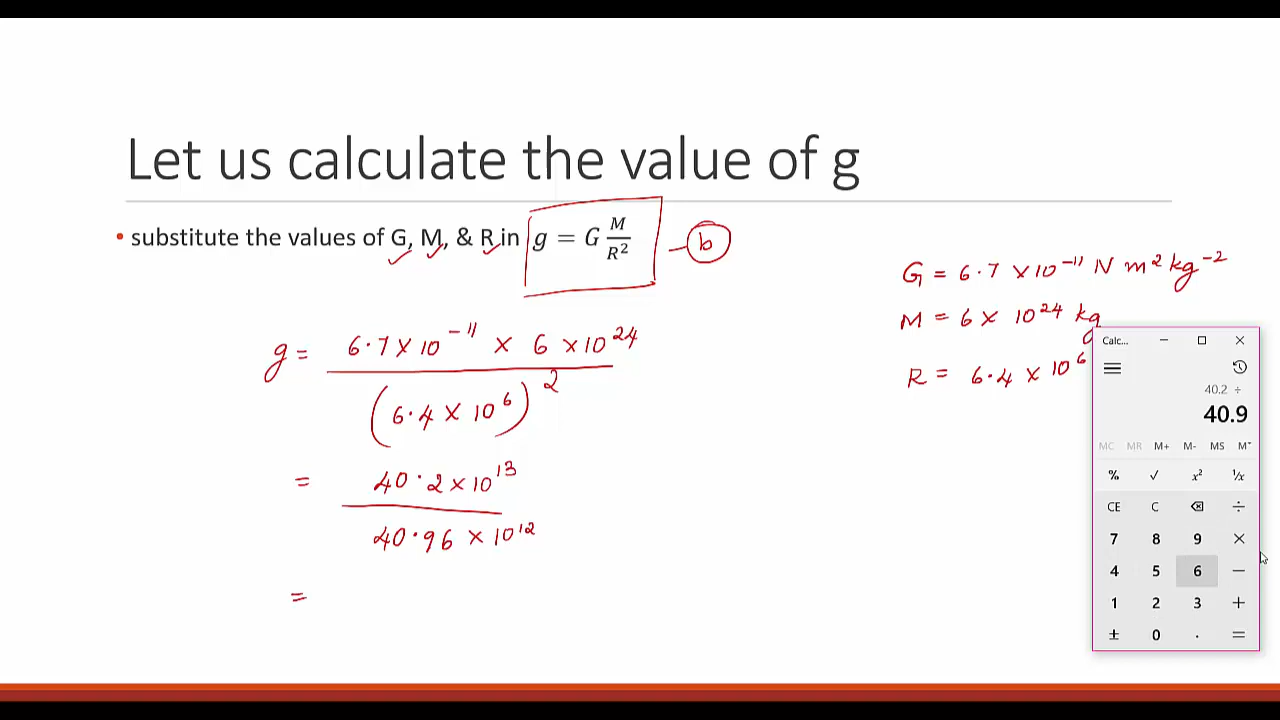 Let us calculate the value of g
• substitute the values of G, M, & R in g = G M/R² – b
G = 6.7 × 10⁻¹¹ N m² kg⁻²
M = 6 × 10²⁴ kg
R = 6.4 × 10⁶
g = 6.7 × 10⁻¹¹ × 6 × 10²⁴
(6.4 × 10⁶)²
= 40.2 × 10¹³
40.96 × 10¹²
=
Calc...
40.2 ÷
40.9
MC MR M+ M- MS M˅
% √ x² ¹/x
CE C ⌫ ÷
7 8 9 ×
4 5 6 −
1 2 3 +
± 0 . =